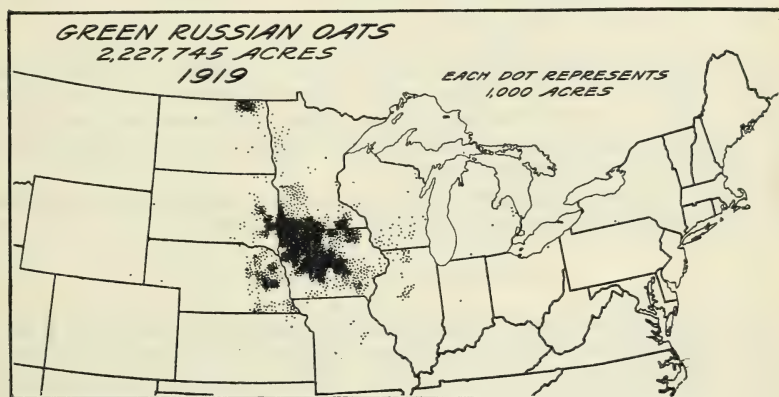 GREEN RUSSIAN OATS
2,227,745 ACRES
1919
EACH DOT REPRESENTS
1,000 ACRES